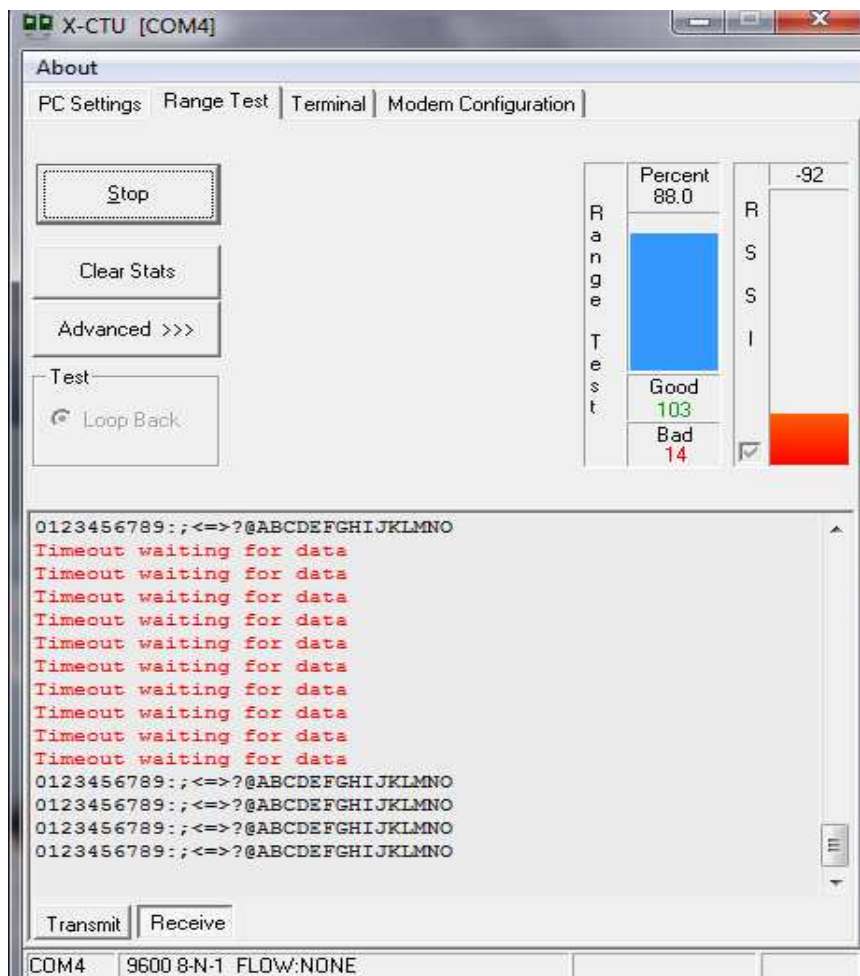 X-CTU [COM4]
About
PC Settings Range Test Terminal Modem Configuration
Stop
Clear Stats
Advanced >>>
Test
Loop Back
Range Test
Percent
88.0
Good
103
Bad
14
RSSI
-92
0123456789:;<=>?@ABCDEFGHIJKLMNO
Timeout waiting for data
Timeout waiting for data
Timeout waiting for data
Timeout waiting for data
Timeout waiting for data
Timeout waiting for data
Timeout waiting for data
Timeout waiting for data
Timeout waiting for data
Timeout waiting for data
0123456789:;<=>?@ABCDEFGHIJKLMNO
0123456789:;<=>?@ABCDEFGHIJKLMNO
0123456789:;<=>?@ABCDEFGHIJKLMNO
0123456789:;<=>?@ABCDEFGHIJKLMNO
Transmit Receive
COM4 9600 8-N-1 FLOW:NONE